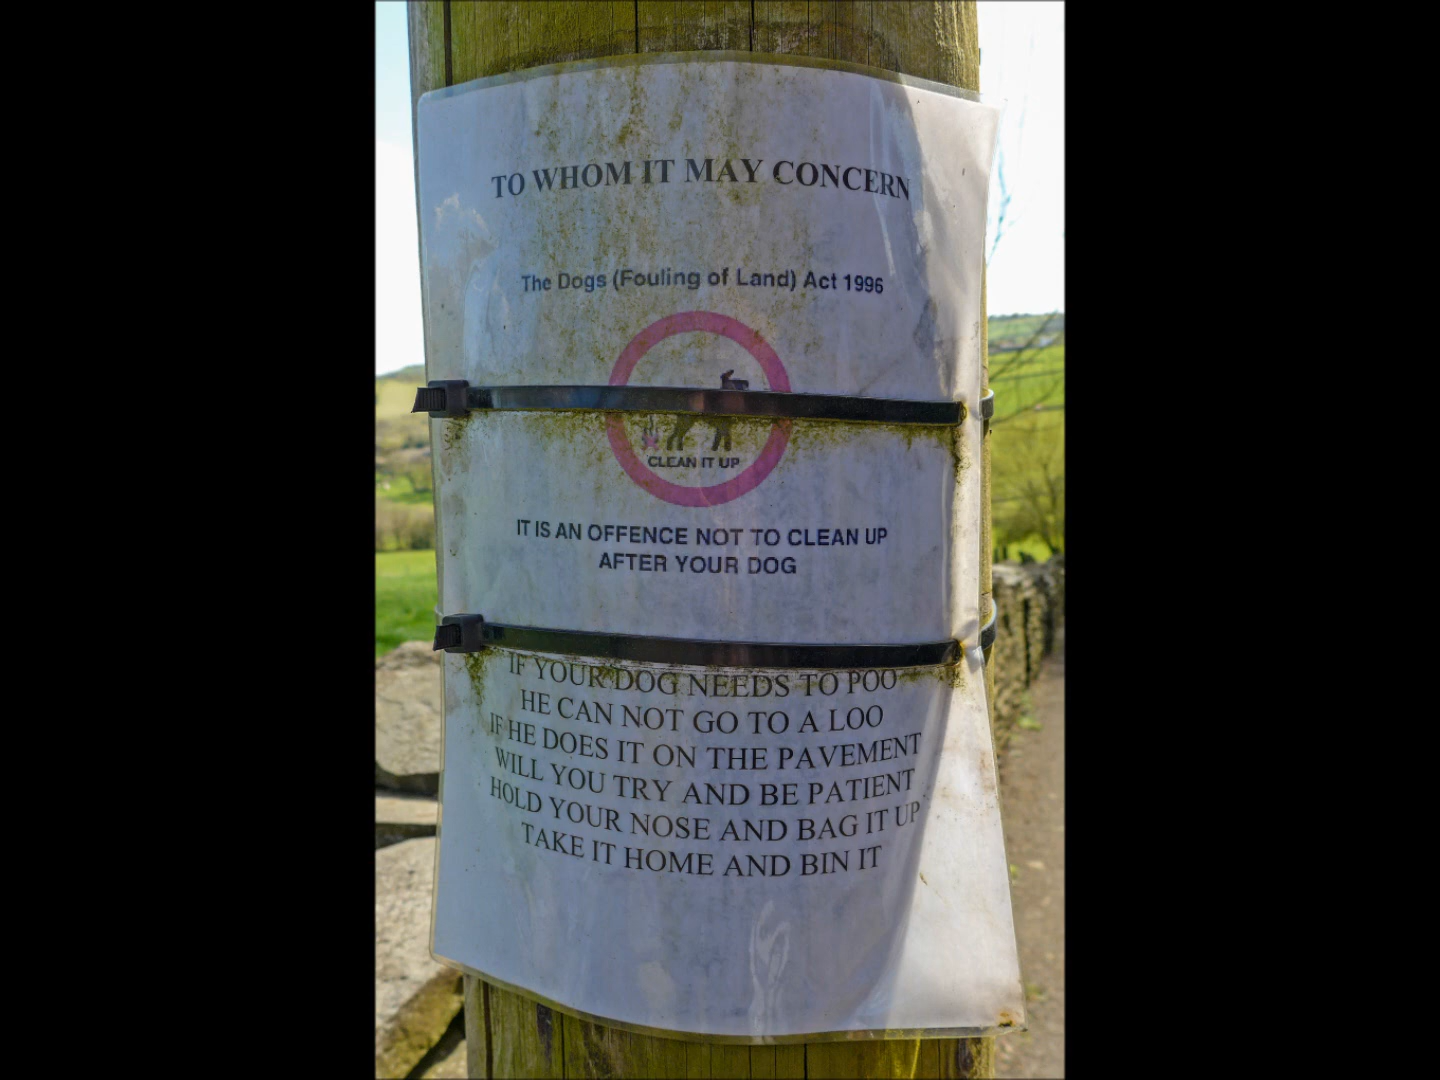 TO WHOM IT MAY CONCERN
The Dogs (Fouling of Land) Act 1996
CLEAN IT UP
IT IS AN OFFENCE NOT TO CLEAN UP
AFTER YOUR DOG
IF YOUR DOG NEEDS TO POO
HE CAN NOT GO TO A LOO
IF HE DOES IT ON THE PAVEMENT
WILL YOU TRY AND BE PATIENT
HOLD YOUR NOSE AND BAG IT UP
TAKE IT HOME AND BIN IT